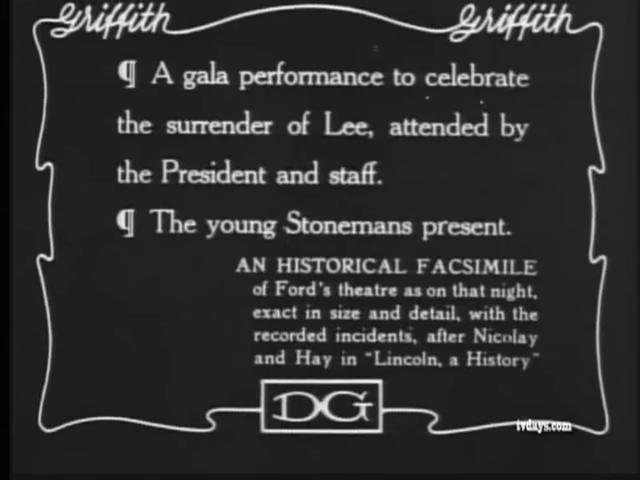 Griffith Griffith
¶ A gala performance to celebrate
the surrender of Lee, attended by
the President and staff.
¶ The young Stonemans present.
AN HISTORICAL FACSIMILE
of Ford's theatre as on that night,
exact in size and detail, with the
recorded incidents, after Nicolay
and Hay in "Lincoln, a History"
DG
tvdays.com